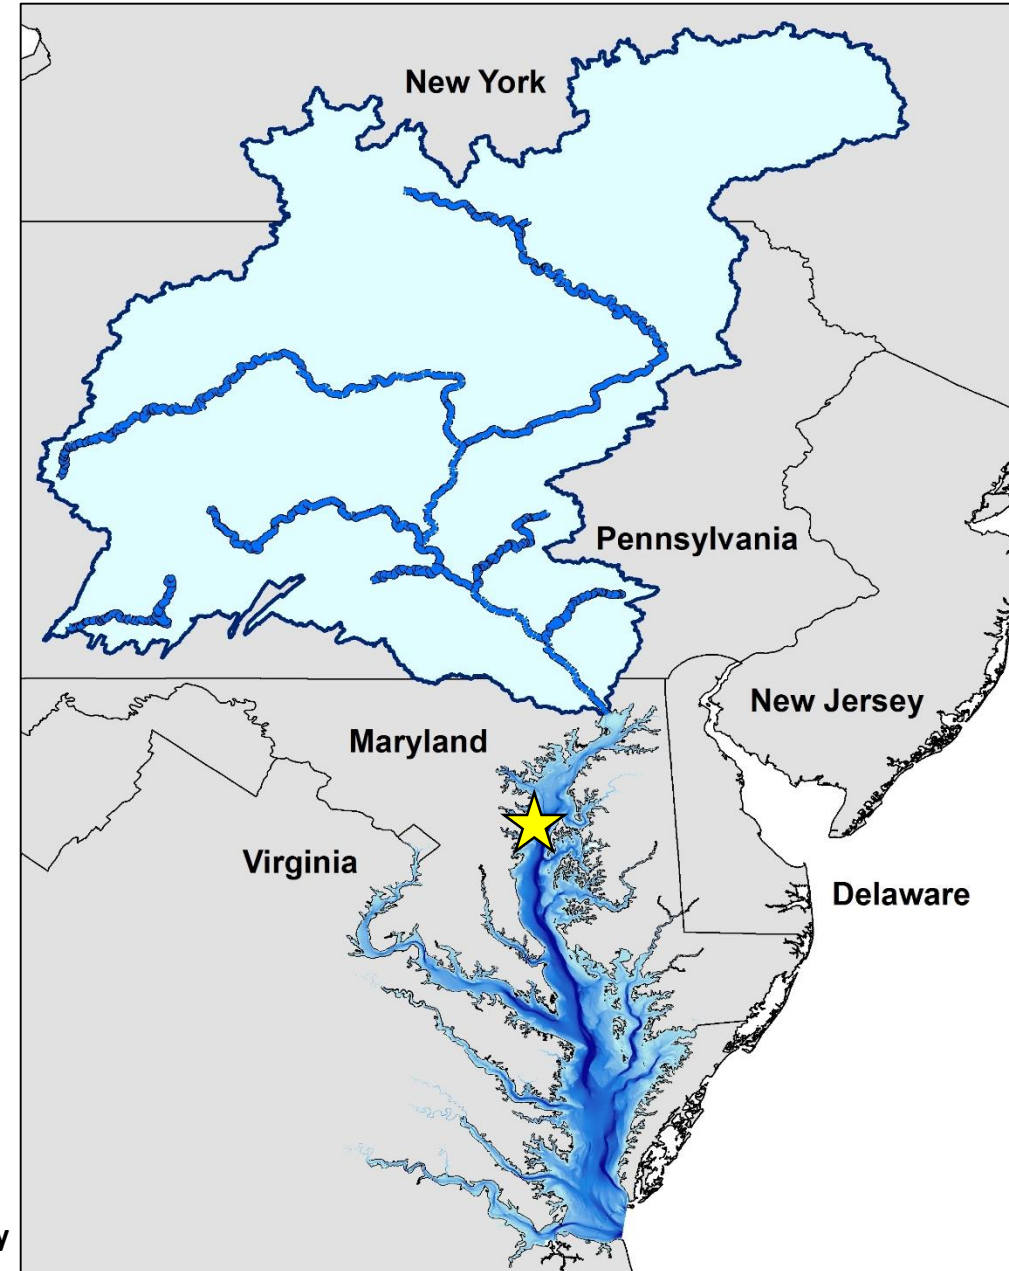 New York
Pennsylvania
New Jersey
Maryland
Virginia
Delaware
y